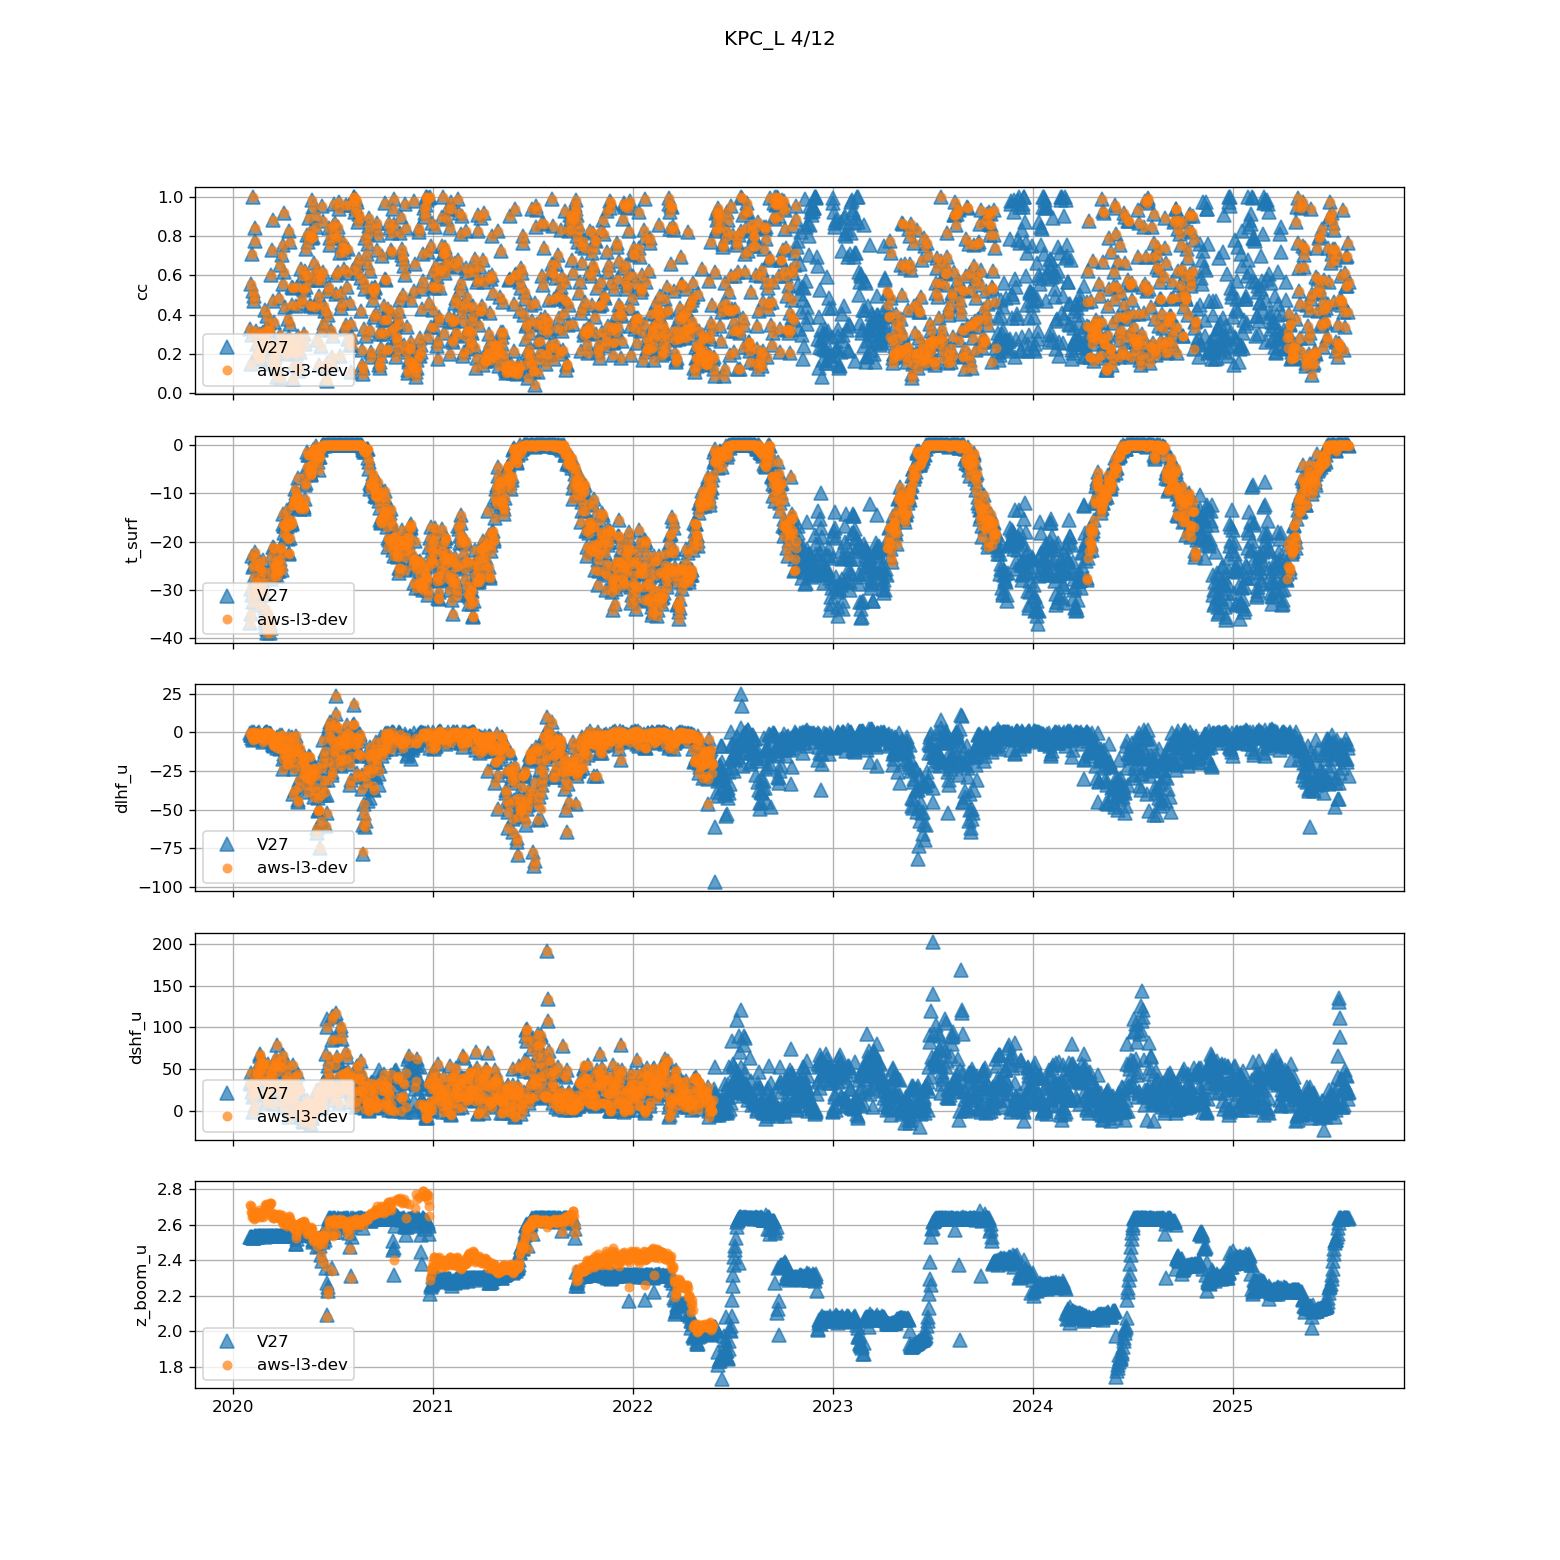 KPC_L 4/12
1.0
0.8
0.6
0.4
0.2
0.0
cc
V27
aws-l3-dev
0
−10
−20
−30
−40
t_surf
V27
aws-l3-dev
25
0
−25
−50
−75
−100
dlhf_u
V27
aws-l3-dev
200
150
100
50
0
dshf_u
V27
aws-l3-dev
2.8
2.6
2.4
2.2
2.0
1.8
z_boom_u
V27
aws-l3-dev
2020 2021 2022 2023 2024 2025